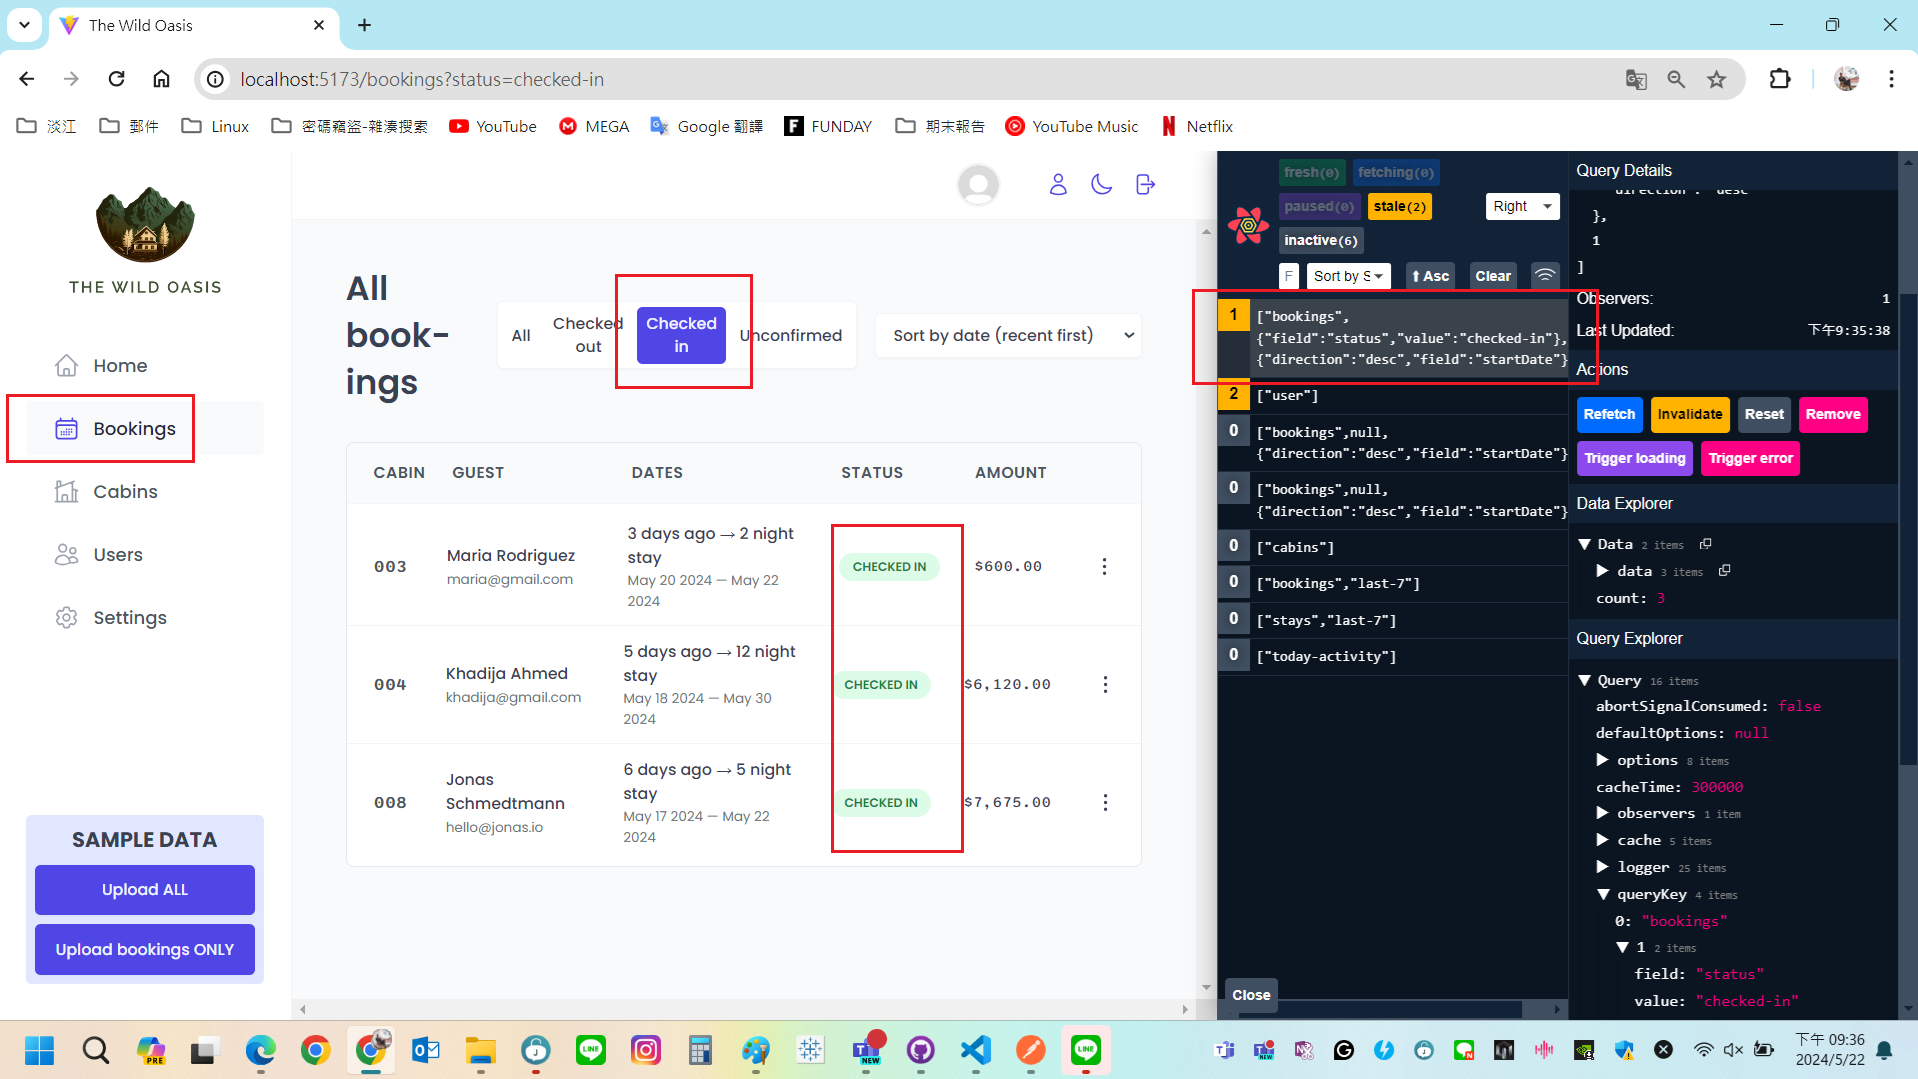 The Wild Oasis
localhost:5173/bookings?status=checked-in
淡江
郵件
Linux
密碼竊盜-雜湊搜索
YouTube
MEGA
Google 翻譯
FUNDAY
期末報告
YouTube Music
Netflix
THE WILD OASIS
Home
Bookings
Cabins
Users
Settings
SAMPLE DATA
Upload ALL
Upload bookings ONLY
All
book-
ings
All
Checked
out
Checked
in
Unconfirmed
Sort by date (recent first)
CABIN GUEST DATES STATUS AMOUNT
003
Maria Rodriguez
maria@gmail.com
3 days ago → 2 night
stay
May 20 2024 — May 22
2024
CHECKED IN
$600.00
004
Khadija Ahmed
khadija@gmail.com
5 days ago → 12 night
stay
May 18 2024 — May 30
2024
CHECKED IN
$6,120.00
008
Jonas
Schmedtmann
hello@jonas.io
6 days ago → 5 night
stay
May 17 2024 — May 22
2024
CHECKED IN
$7,675.00
fresh(0)
fetching(0)
paused(0)
stale(2)
inactive(6)
Right
F
Sort by S
Asc
Clear
1
["bookings",
{"field":"status","value":"checked-in"},
{"direction":"desc","field":"startDate"}
2
["user"]
0
["bookings",null,
{"direction":"desc","field":"startDate"}
0
["bookings",null,
{"direction":"desc","field":"startDate"}
0
["cabins"]
0
["bookings","last-7"]
0
["stays","last-7"]
0
["today-activity"]
Close
Query Details
"direction": "desc"
},
1
]
Observers: 1
Last Updated: 下午9:35:38
Actions
Refetch
Invalidate
Reset
Remove
Trigger loading
Trigger error
Data Explorer
Data 2 items
data 3 items
count: 3
Query Explorer
Query 16 items
abortSignalConsumed: false
defaultOptions: null
options 8 items
cacheTime: 300000
observers 1 item
cache 5 items
logger 25 items
queryKey 4 items
0: "bookings"
1 2 items
field: "status"
value: "checked-in"
PRE
LINE
NEW
LINE
下午 09:36
2024/5/22